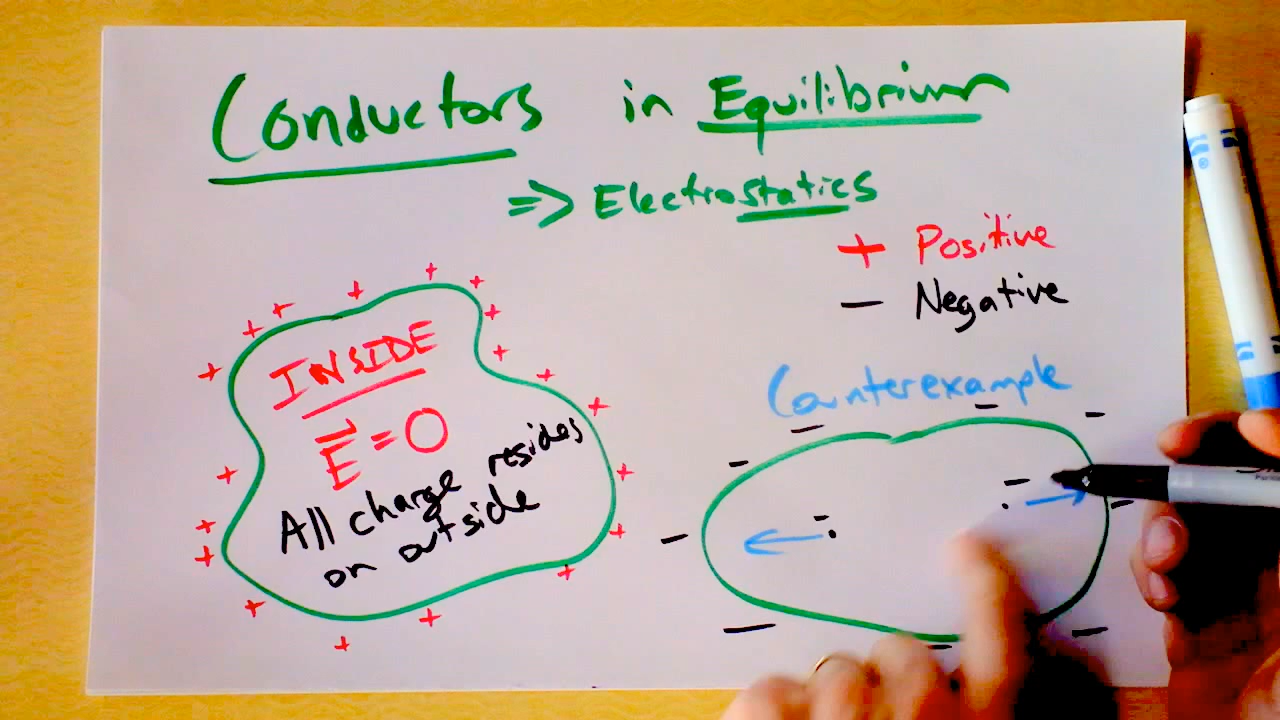 Conductors in Equilibrium
=> Electrostatics
+ Positive
− Negative
INSIDE
E = 0
All charge resides
on outside
Counterexample